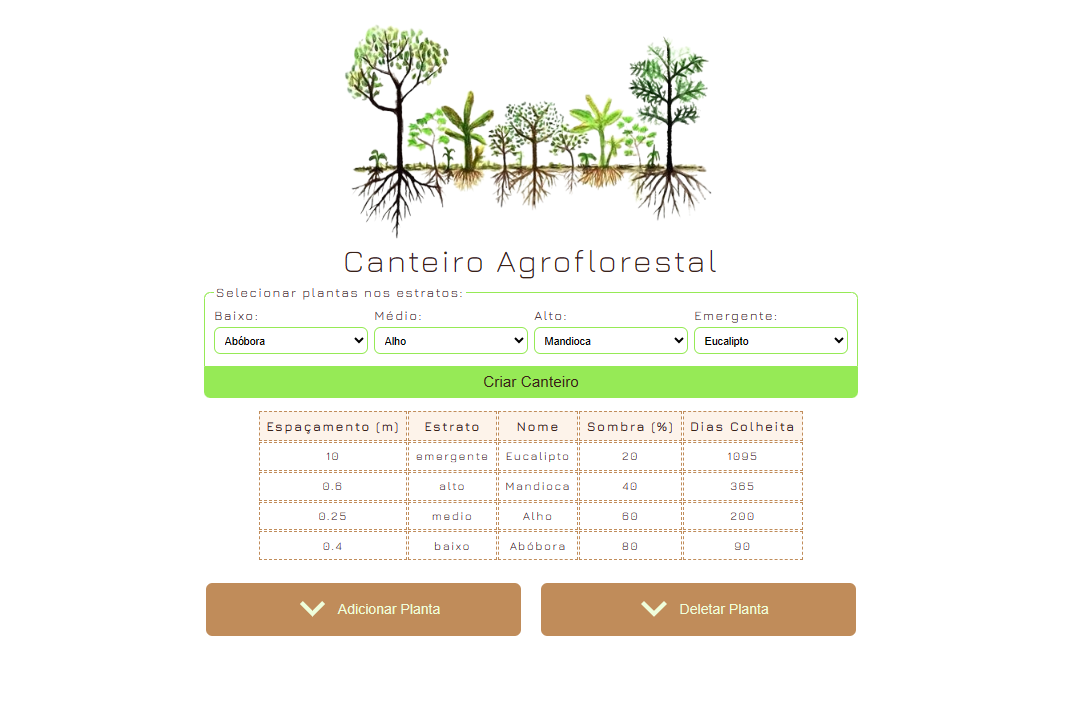 Canteiro Agroflorestal
Selecionar plantas nos estratos:
Baixo: Médio: Alto: Emergente:
Abóbora Alho Mandioca Eucalipto
Criar Canteiro
Espaçamento (m) Estrato Nome Sombra (%) Dias Colheita
10 emergente Eucalipto 20 1095
0.6 alto Mandioca 40 365
0.25 medio Alho 60 200
0.4 baixo Abóbora 80 90
Adicionar Planta Deletar Planta